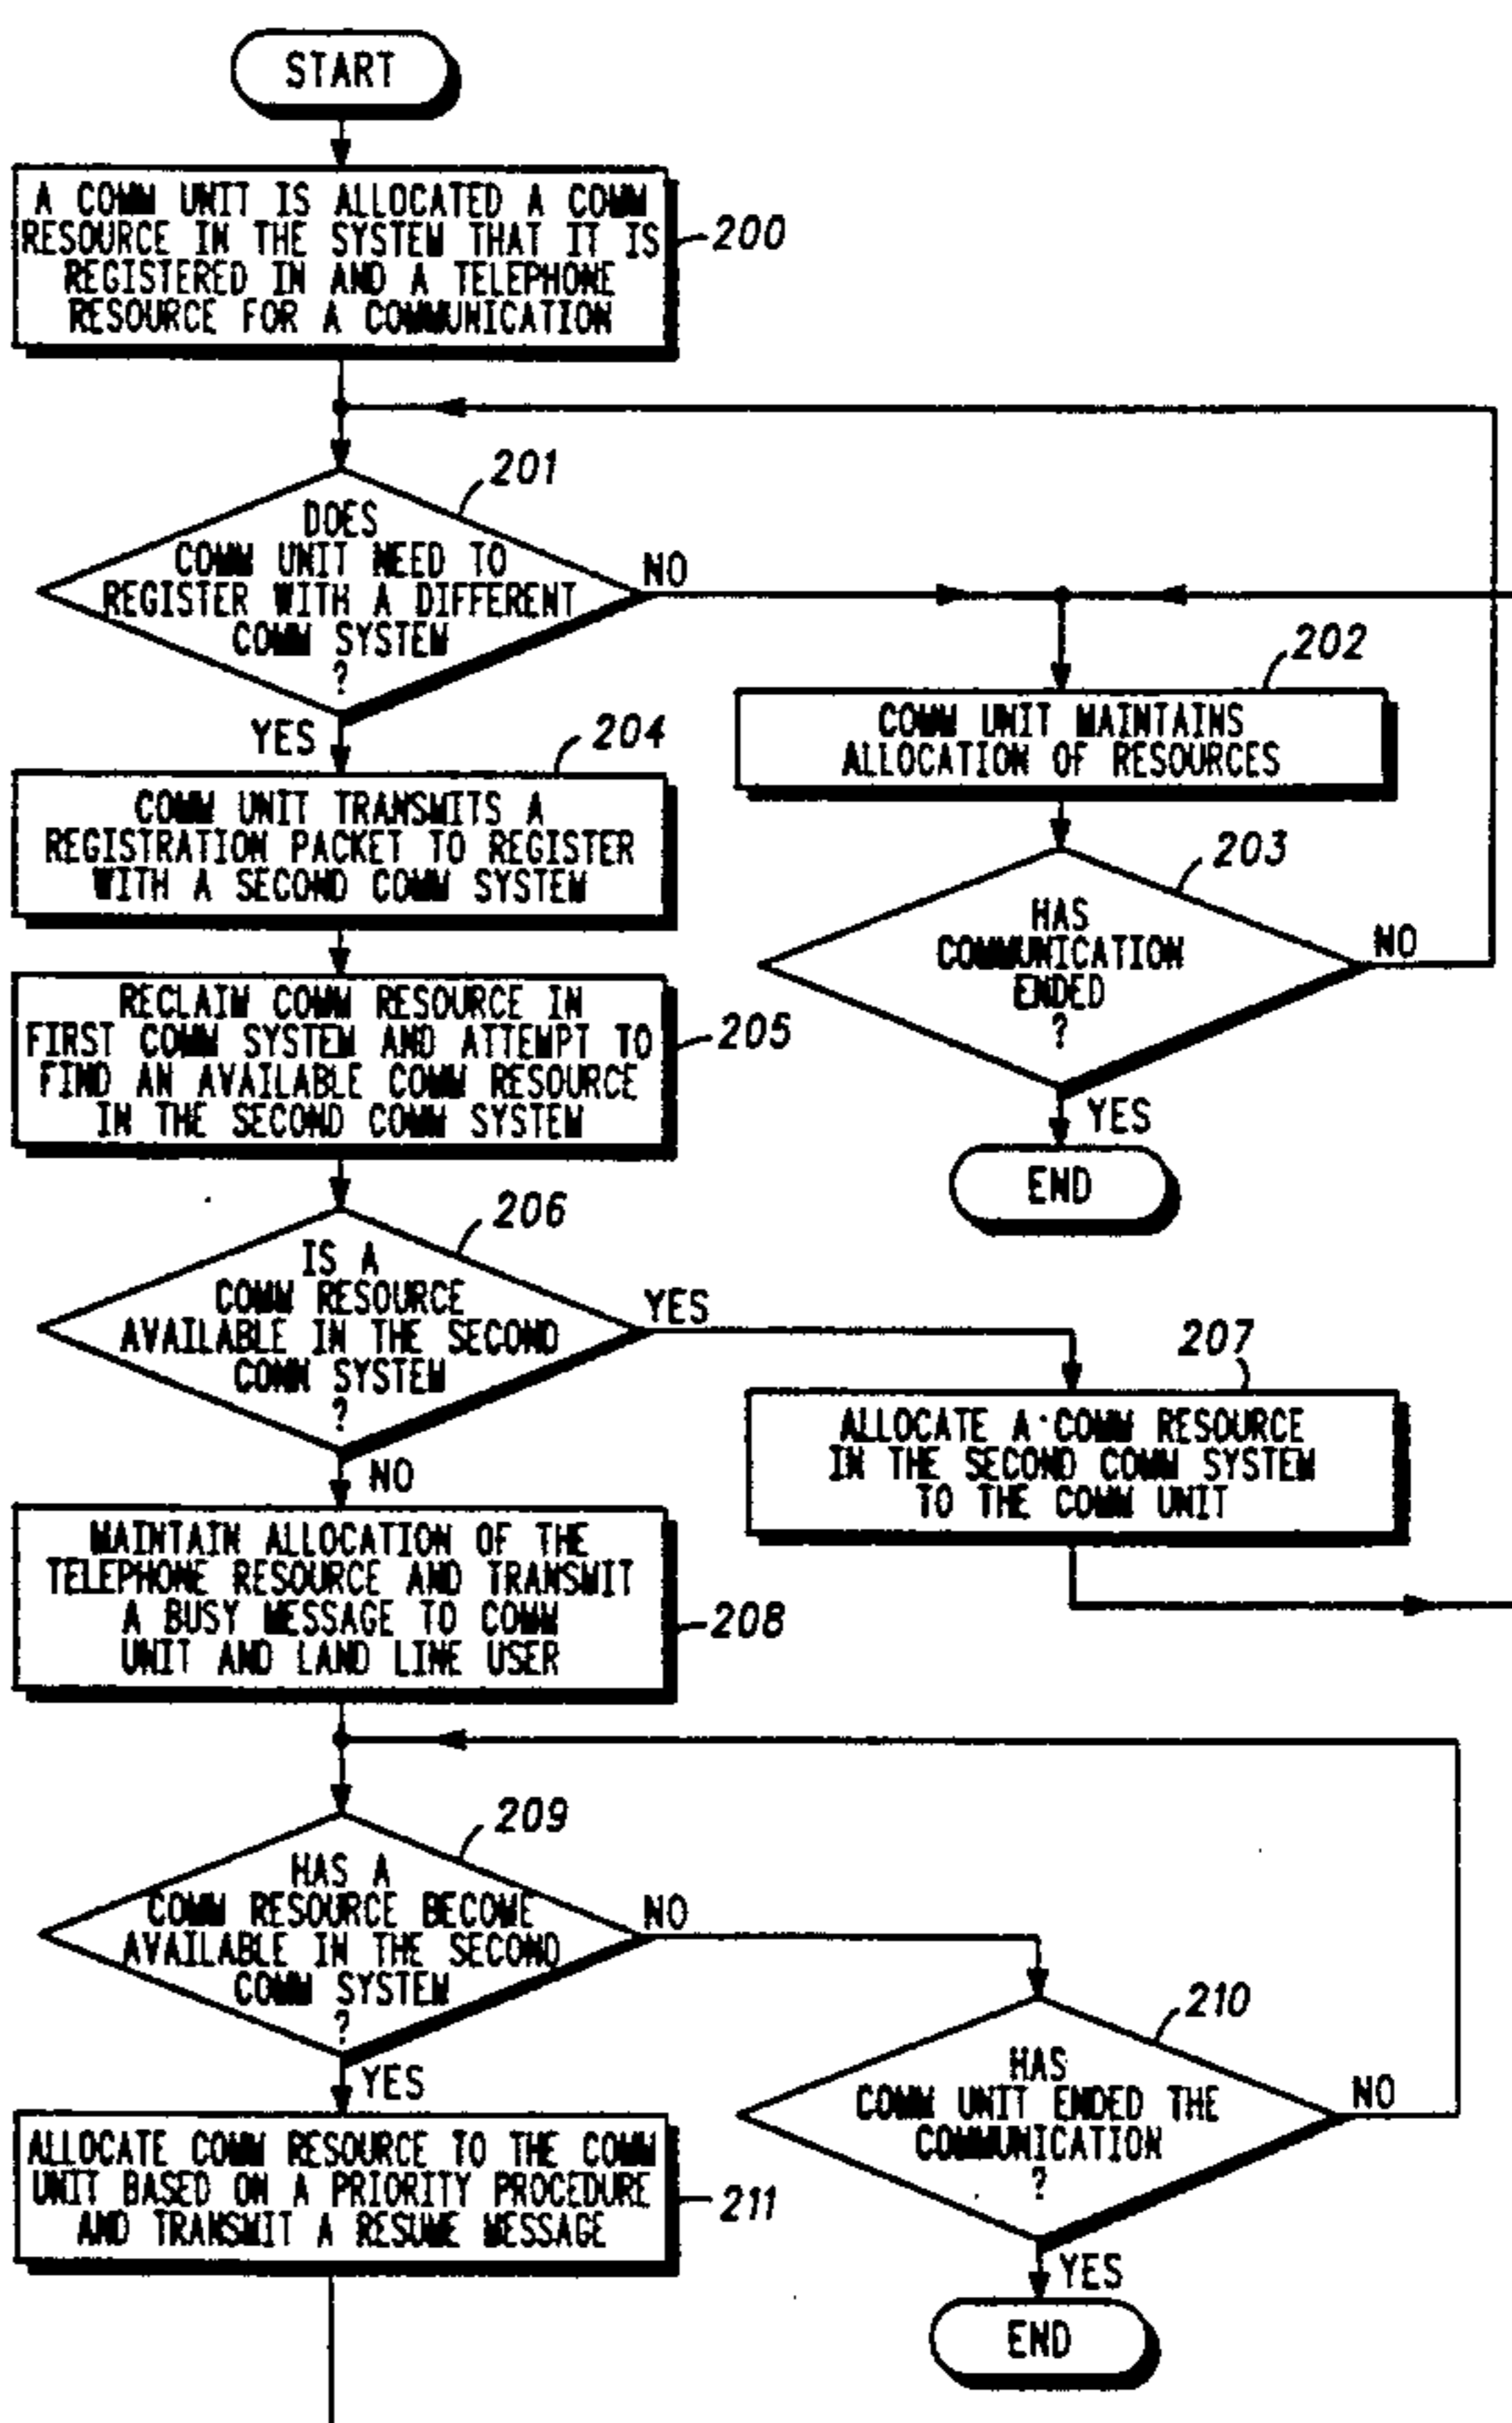 START
A COMM UNIT IS ALLOCATED A COMM
RESOURCE IN THE SYSTEM THAT IT IS
REGISTERED IN AND A TELEPHONE
RESOURCE FOR A COMMUNICATION
200
201
DOES
COMM UNIT NEED TO
REGISTER WITH A DIFFERENT
COMM SYSTEM
?
NO
YES
202
COMM UNIT MAINTAINS
ALLOCATION OF RESOURCES
204
COMM UNIT TRANSMITS A
REGISTRATION PACKET TO REGISTER
WITH A SECOND COMM SYSTEM
203
HAS
COMMUNICATION
ENDED
?
NO
YES
END
RECLAIM COMM RESOURCE IN
FIRST COMM SYSTEM AND ATTEMPT TO
FIND AN AVAILABLE COMM RESOURCE
IN THE SECOND COMM SYSTEM
205
206
IS A
COMM RESOURCE
AVAILABLE IN THE SECOND
COMM SYSTEM
?
YES
NO
207
ALLOCATE A COMM RESOURCE
IN THE SECOND COMM SYSTEM
TO THE COMM UNIT
MAINTAIN ALLOCATION OF THE
TELEPHONE RESOURCE AND TRANSMIT
A BUSY MESSAGE TO COMM
UNIT AND LAND LINE USER
208
209
HAS A
COMM RESOURCE BECOME
AVAILABLE IN THE SECOND
COMM SYSTEM
?
NO
YES
210
HAS
COMM UNIT ENDED THE
COMMUNICATION
?
NO
YES
END
ALLOCATE COMM RESOURCE TO THE COMM
UNIT BASED ON A PRIORITY PROCEDURE
AND TRANSMIT A RESUME MESSAGE
211